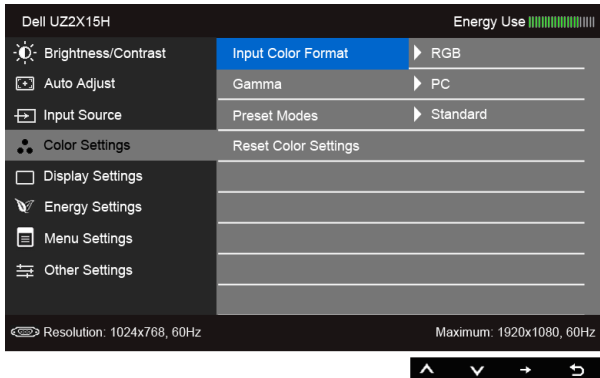 Dell UZ2X15H Energy Use
Brightness/Contrast Input Color Format RGB
Auto Adjust Gamma PC
Input Source Preset Modes Standard
Color Settings Reset Color Settings
Display Settings
Energy Settings
Menu Settings
Other Settings
Resolution: 1024x768, 60Hz Maximum: 1920x1080, 60Hz